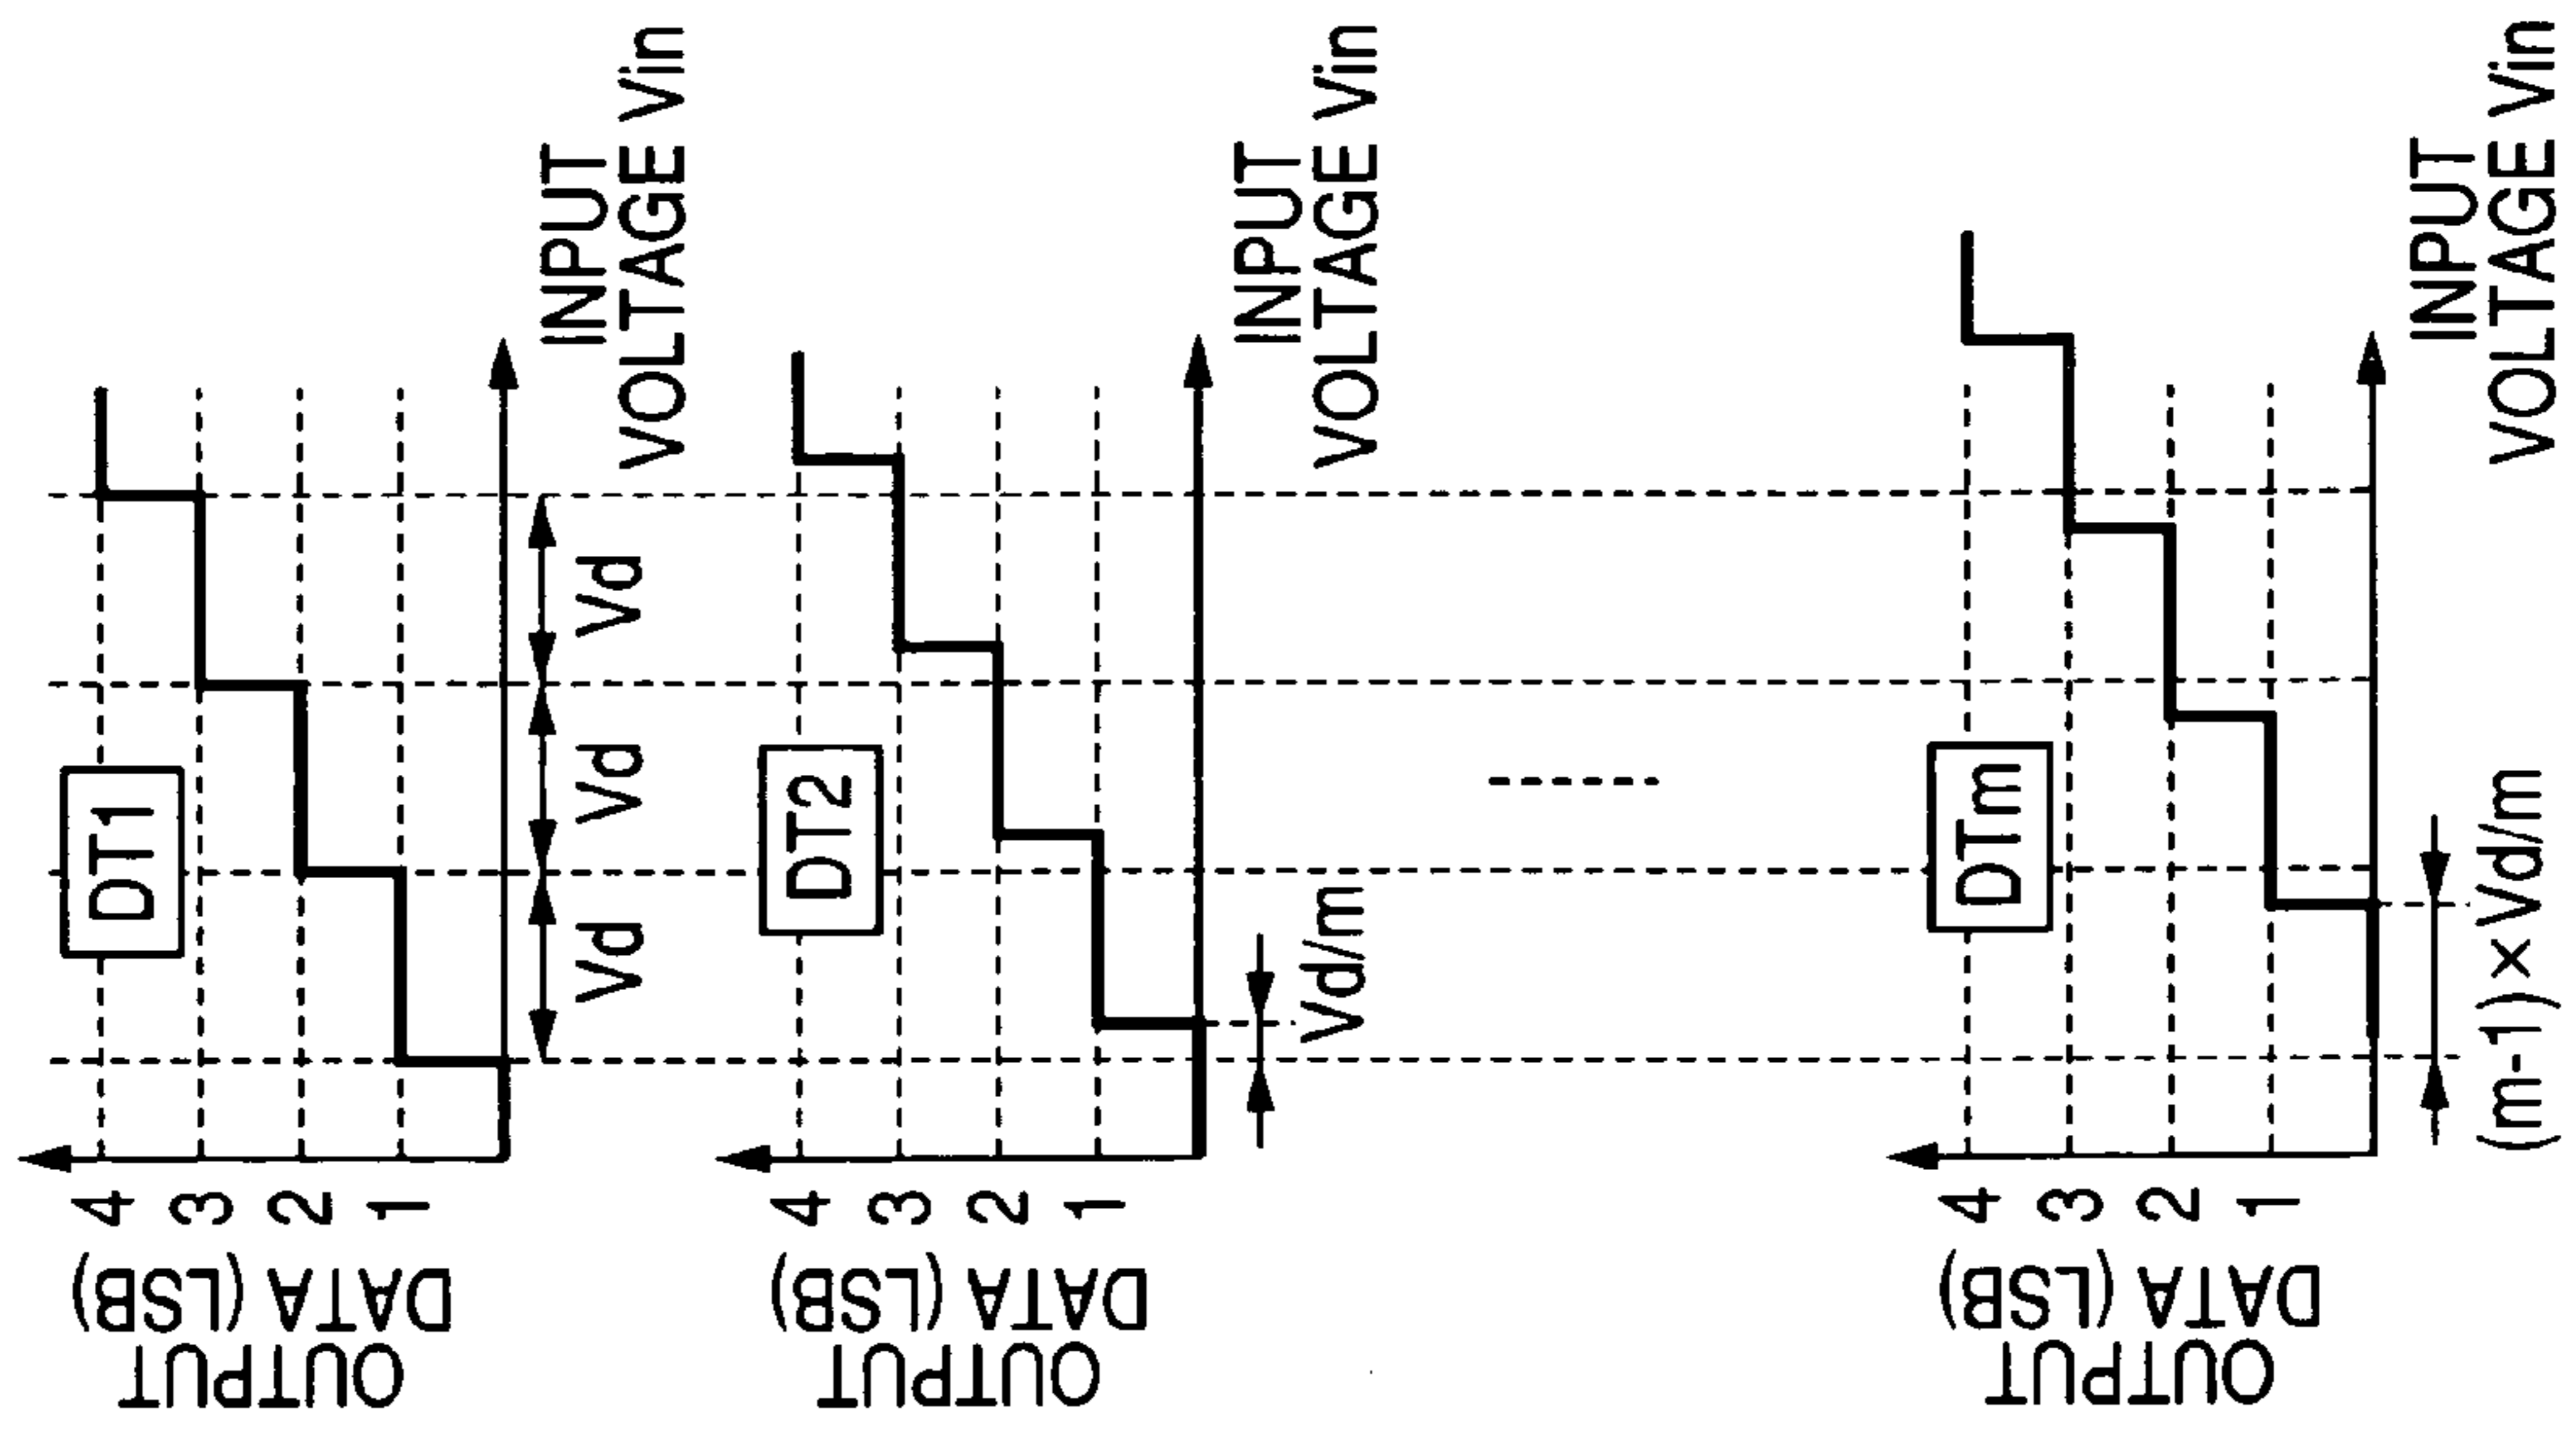 OUTPUT
DATA (LSB)
4
3
2
1
DT1
Vd
Vd
Vd
INPUT
VOLTAGE Vin
OUTPUT
DATA (LSB)
4
3
2
1
DT2
Vd/m
INPUT
VOLTAGE Vin
OUTPUT
DATA (LSB)
4
3
2
1
DTm
(m-1)×Vd/m
INPUT
VOLTAGE Vin